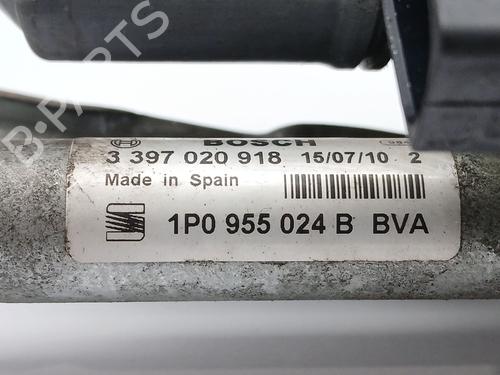 BOSCH
3 397 020 918 15/07/10 2
Made in Spain
1P0 955 024 B BVA
B-PARTS